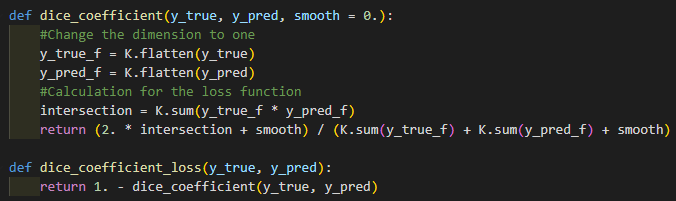 def dice_coefficient(y_true, y_pred, smooth = 0.):
    #Change the dimension to one
    y_true_f = K.flatten(y_true)
    y_pred_f = K.flatten(y_pred)
    #Calculation for the loss function
    intersection = K.sum(y_true_f * y_pred_f)
    return (2. * intersection + smooth) / (K.sum(y_true_f) + K.sum(y_pred_f) + smooth)
def dice_coefficient_loss(y_true, y_pred):
    return 1. - dice_coefficient(y_true, y_pred)